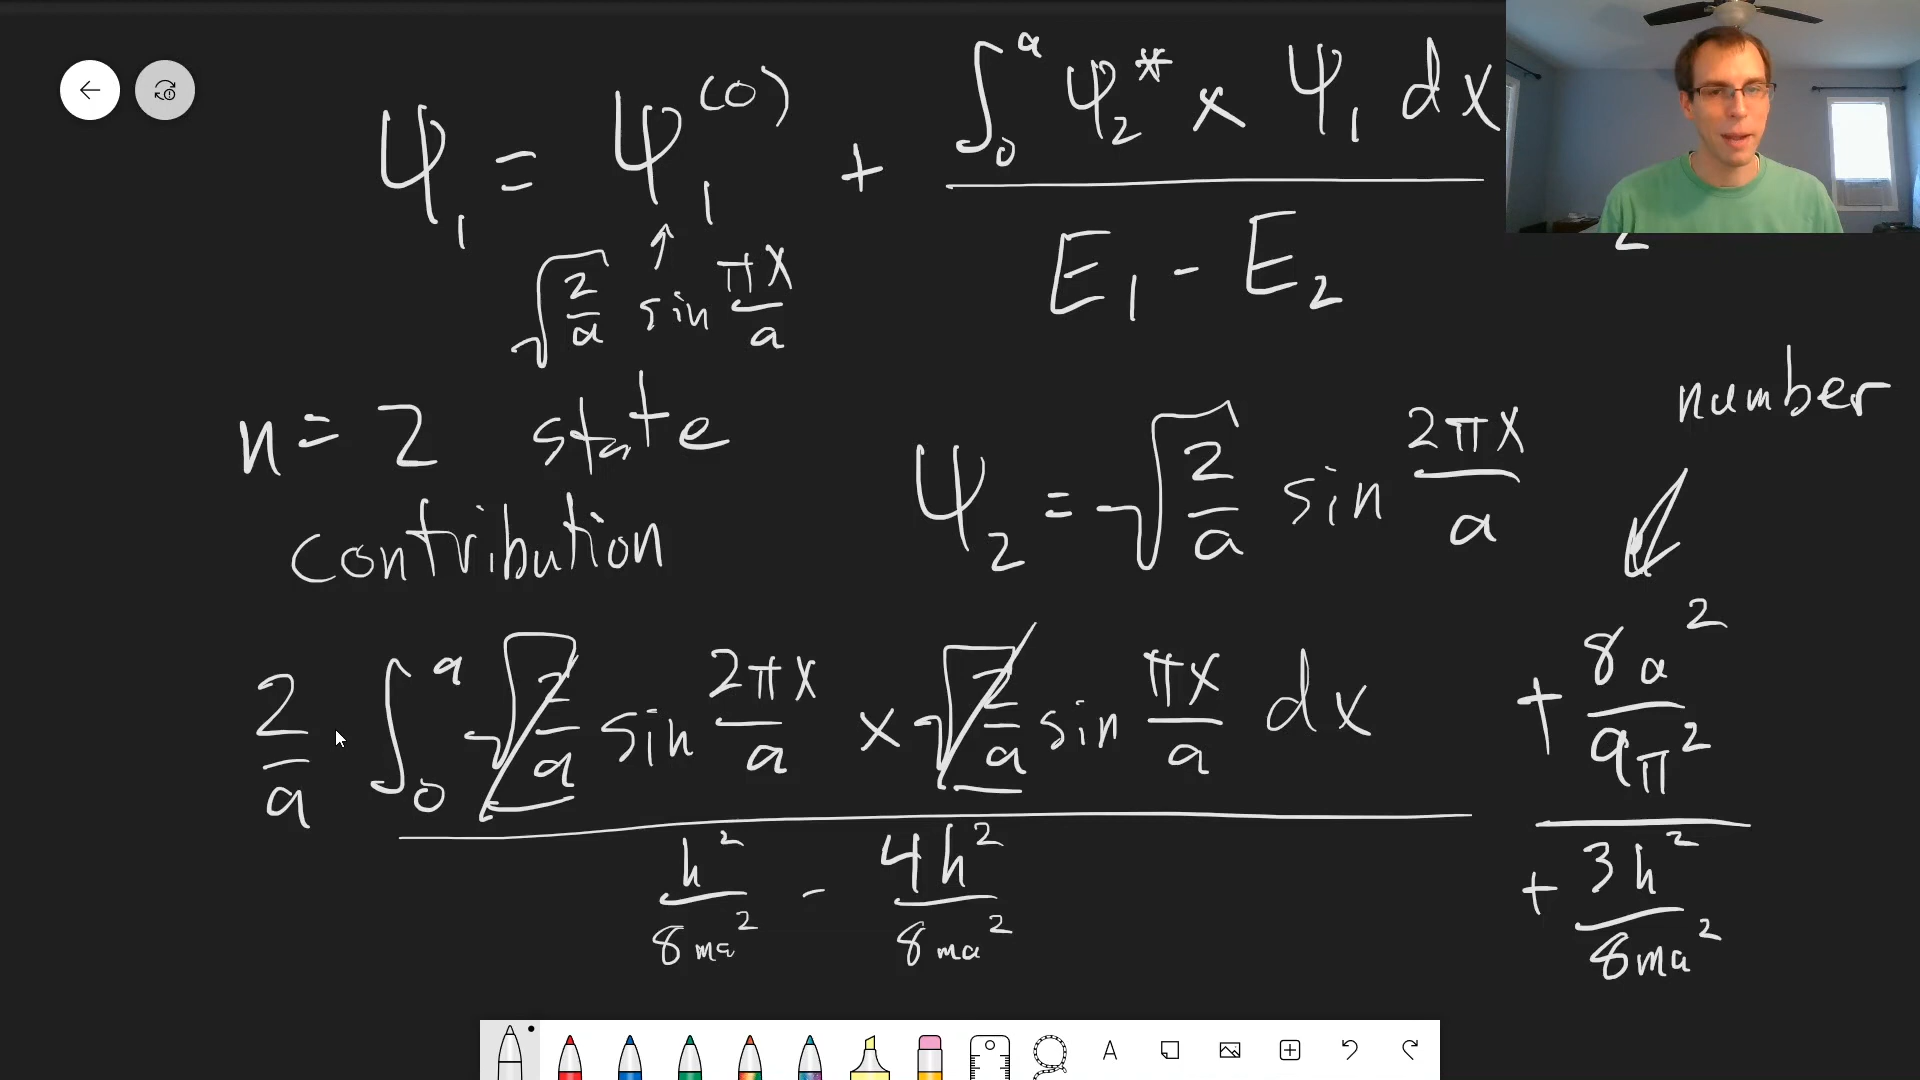 ψ₁ = ψ₁⁽⁰⁾ + ∫₀ᵃ ψ₂* x ψ₁ dx
E₁ - E₂
√(2/a) sin πx/a
number
n = 2 state
contribution
ψ₂ = √(2/a) sin 2πx/a
2/a ∫₀ᵃ √(2/a) sin 2πx/a x √(2/a) sin πx/a dx
h²/8ma² - 4h²/8ma²
+ 8a²/9π²
+ 3h²/8ma²
A